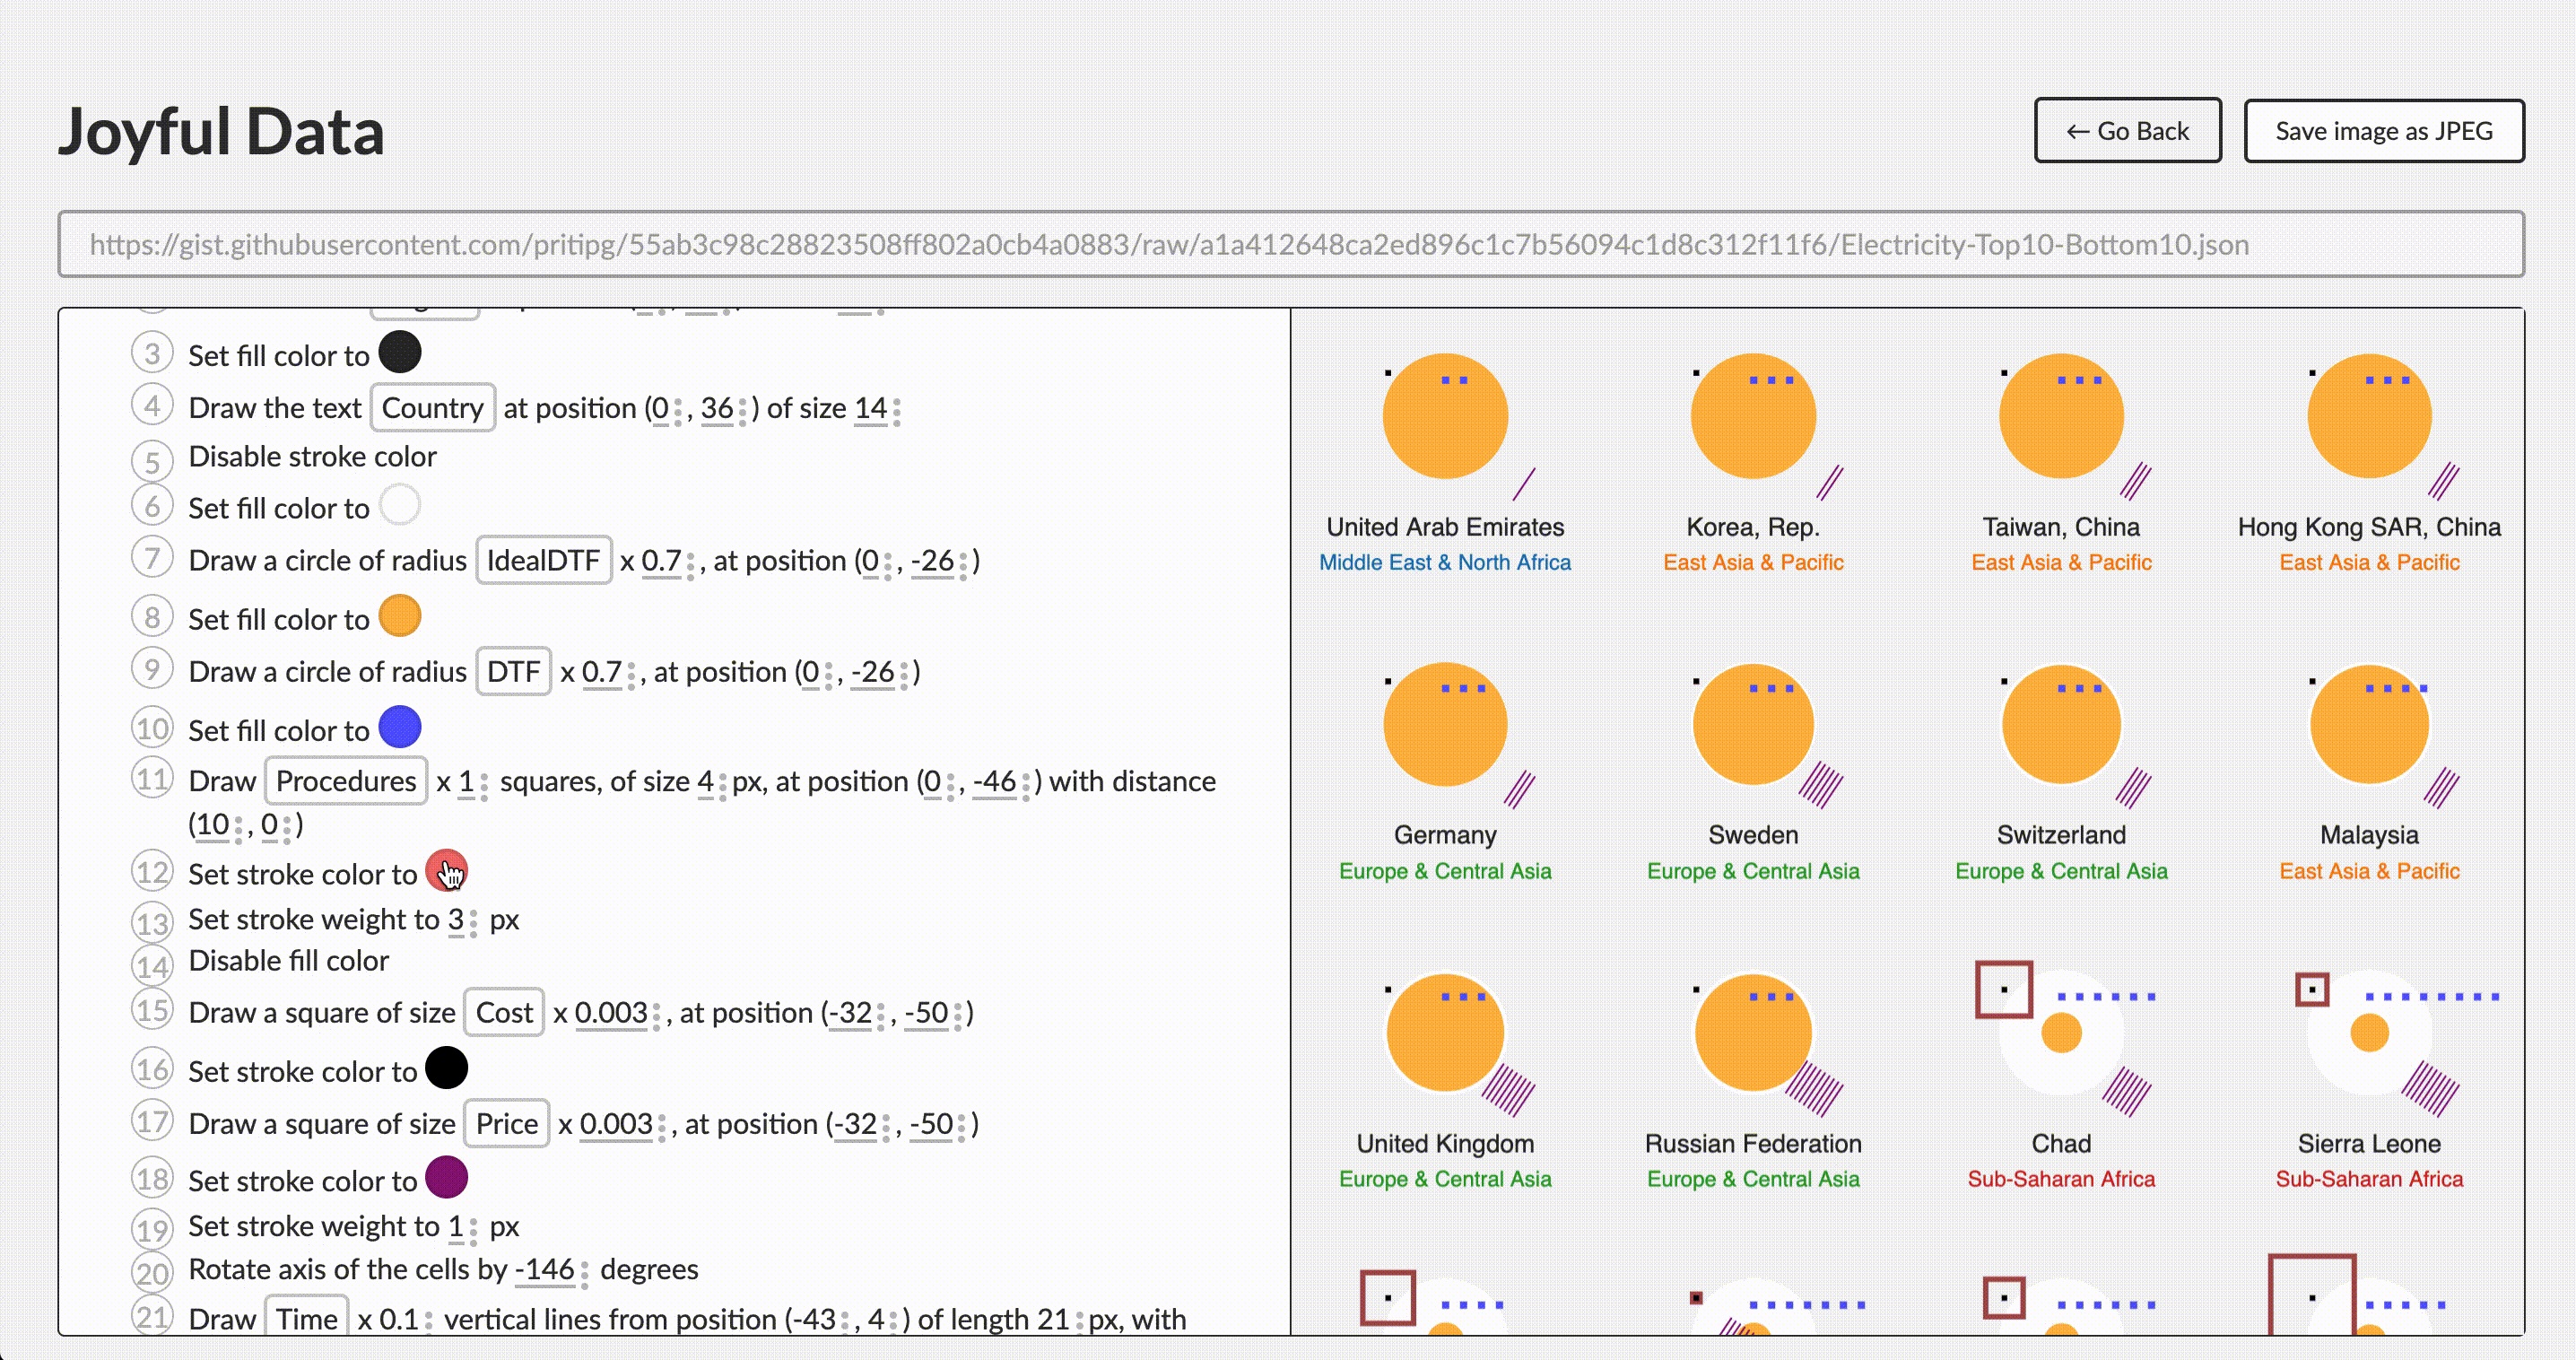 Joyful Data
← Go Back
Save image as JPEG
https://gist.githubusercontent.com/pritipg/55ab3c98c28823508ff802a0cb4a0883/raw/a1a412648ca2ed896c1c7b56094c1d8c312f11f6/Electricity-Top10-Bottom10.json
3 Set fill color to
4 Draw the text Country at position (0, 36) of size 14
5 Disable stroke color
6 Set fill color to
7 Draw a circle of radius IdealDTF x 0.7, at position (0, -26)
8 Set fill color to
9 Draw a circle of radius DTF x 0.7, at position (0, -26)
10 Set fill color to
11 Draw Procedures x 1 squares, of size 4 px, at position (0, -46) with distance
(10, 0)
12 Set stroke color to
13 Set stroke weight to 3 px
14 Disable fill color
15 Draw a square of size Cost x 0.003, at position (-32, -50)
16 Set stroke color to
17 Draw a square of size Price x 0.003, at position (-32, -50)
18 Set stroke color to
19 Set stroke weight to 1 px
20 Rotate axis of the cells by -146 degrees
21 Draw Time x 0.1 vertical lines from position (-43, 4) of length 21 px, with
United Arab Emirates
Middle East & North Africa
Korea, Rep.
East Asia & Pacific
Taiwan, China
East Asia & Pacific
Hong Kong SAR, China
East Asia & Pacific
Germany
Europe & Central Asia
Sweden
Europe & Central Asia
Switzerland
Europe & Central Asia
Malaysia
East Asia & Pacific
United Kingdom
Europe & Central Asia
Russian Federation
Europe & Central Asia
Chad
Sub-Saharan Africa
Sierra Leone
Sub-Saharan Africa